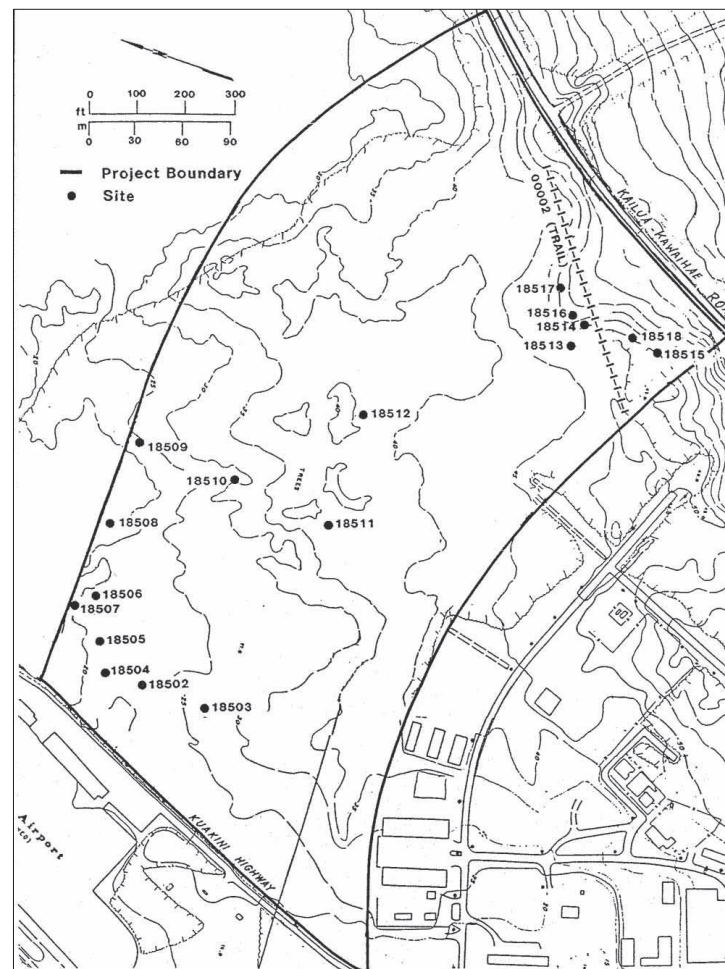 0 100 200 300
ft
m
0 30 60 90
Project Boundary
Site
00002 (TRAIL)
KAILUA-KAWAIHAE
18517
18516
18514
18513
18518
18515
18512
18509
18510
TREES
18511
18508
18506
18507
18505
18504
18502
18503
KUAKINI HIGHWAY
Airport